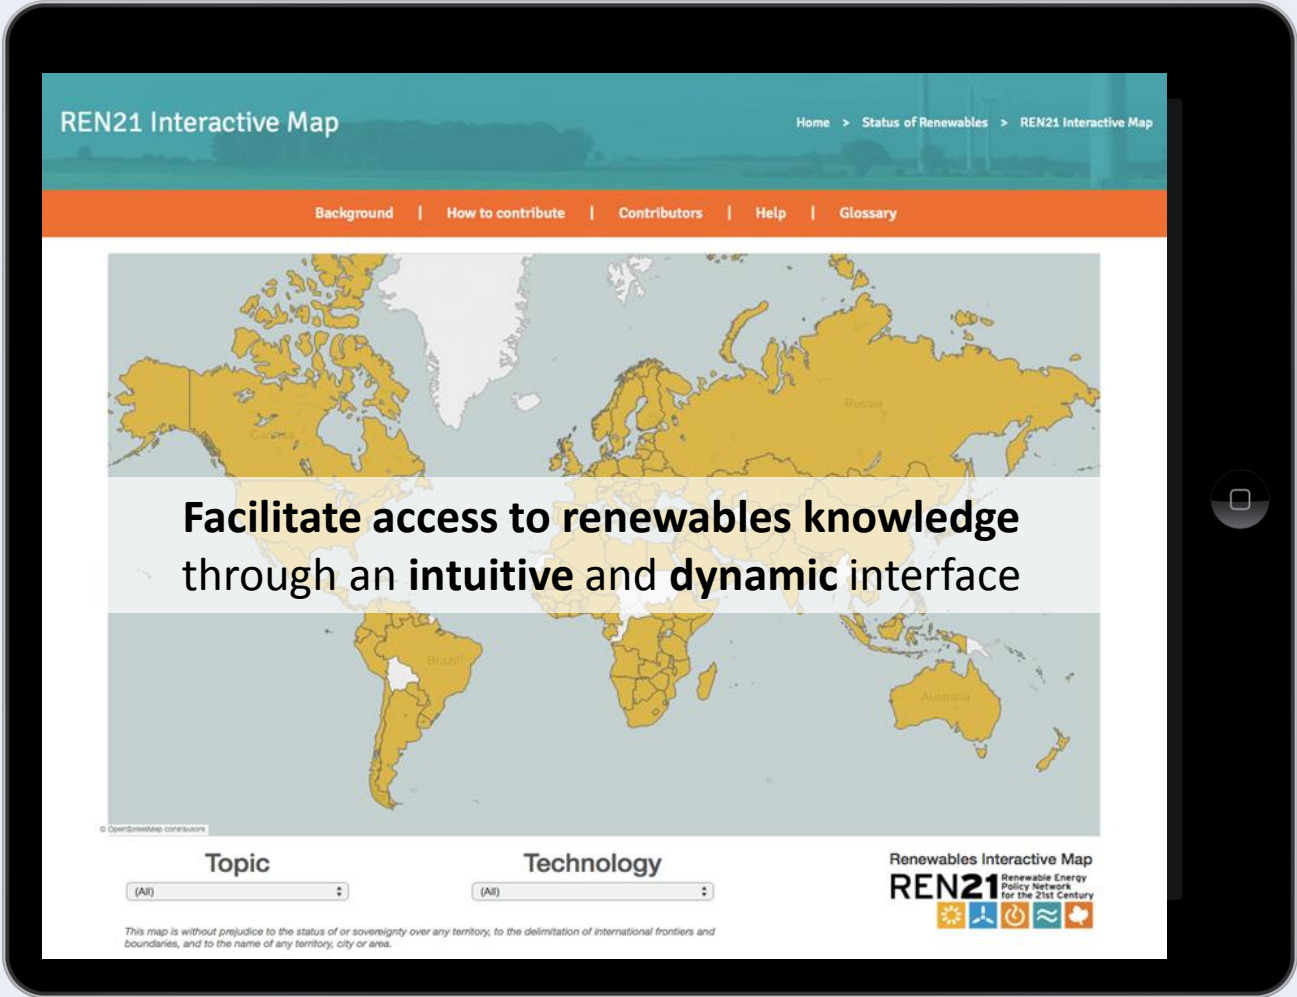 REN21 Interactive Map
Home > Status of Renewables > REN21 Interactive Map
Background | How to contribute | Contributors | Help | Glossary
Canada
Russia
Facilitate access to renewables knowledge
through an intuitive and dynamic interface
Brazil
Australia
© OpenStreetMap contributors
Topic
Technology
Renewables Interactive Map
(All)
(All)
REN21
Renewable Energy
Policy Network
for the 21st Century
This map is without prejudice to the status of or sovereignty over any territory, to the delimitation of international frontiers and
boundaries, and to the name of any territory, city or area.